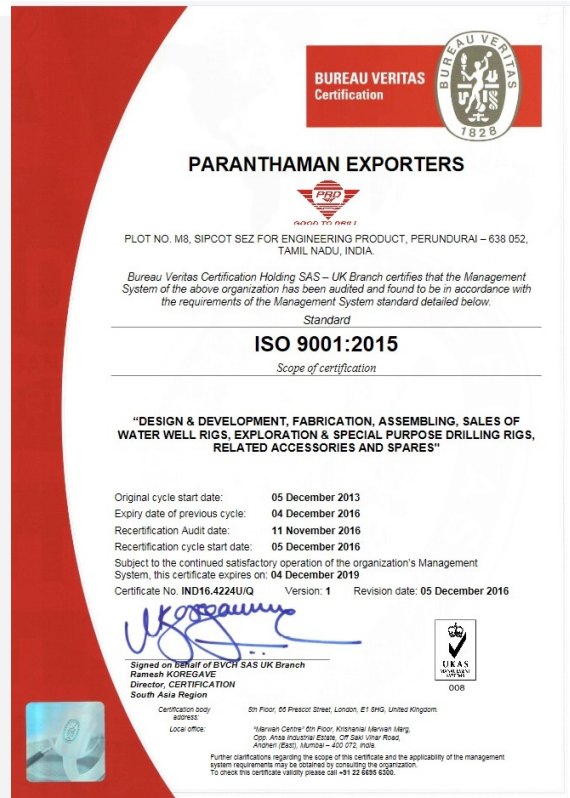 BUREAU VERITAS
Certification
BUREAU VERITAS
1828
PARANTHAMAN EXPORTERS
PRD
GOOD TO DRILL
PLOT NO. M8, SIPCOT SEZ FOR ENGINEERING PRODUCT, PERUNDURAI – 638 052,
TAMIL NADU, INDIA.
Bureau Veritas Certification Holding SAS – UK Branch certifies that the Management
System of the above organization has been audited and found to be in accordance with
the requirements of the Management System standard detailed below.
Standard
ISO 9001:2015
Scope of certification
“DESIGN & DEVELOPMENT, FABRICATION, ASSEMBLING, SALES OF
WATER WELL RIGS, EXPLORATION & SPECIAL PURPOSE DRILLING RIGS,
RELATED ACCESSORIES AND SPARES"
Original cycle start date: 05 December 2013
Expiry date of previous cycle: 04 December 2016
Recertification Audit date: 11 November 2016
Recertification cycle start date: 05 December 2016
Subject to the continued satisfactory operation of the organization’s Management
System, this certificate expires on: 04 December 2019
Certificate No. IND16.4224U/Q Version: 1 Revision date: 05 December 2016
Signed on behalf of BVCH SAS UK Branch
Ramesh KOREGAVE
Director, CERTIFICATION
South Asia Region
UKAS
MANAGEMENT
SYSTEMS
008
Certification body
address:
5th Floor, 66 Prescot Street, London, E1 8HG, United Kingdom.
Local office:
“Marwah Centre” 6th Floor, Krishanlal Marwah Marg,
Opp. Ansa Industrial Estate, Off Saki Vihar Road,
Andheri (East), Mumbai – 400 072, India.
Further clarifications regarding the scope of this certificate and the applicability of the management
system requirements may be obtained by consulting the organization.
To check this certificate validity please call +91 22 6695 6300.